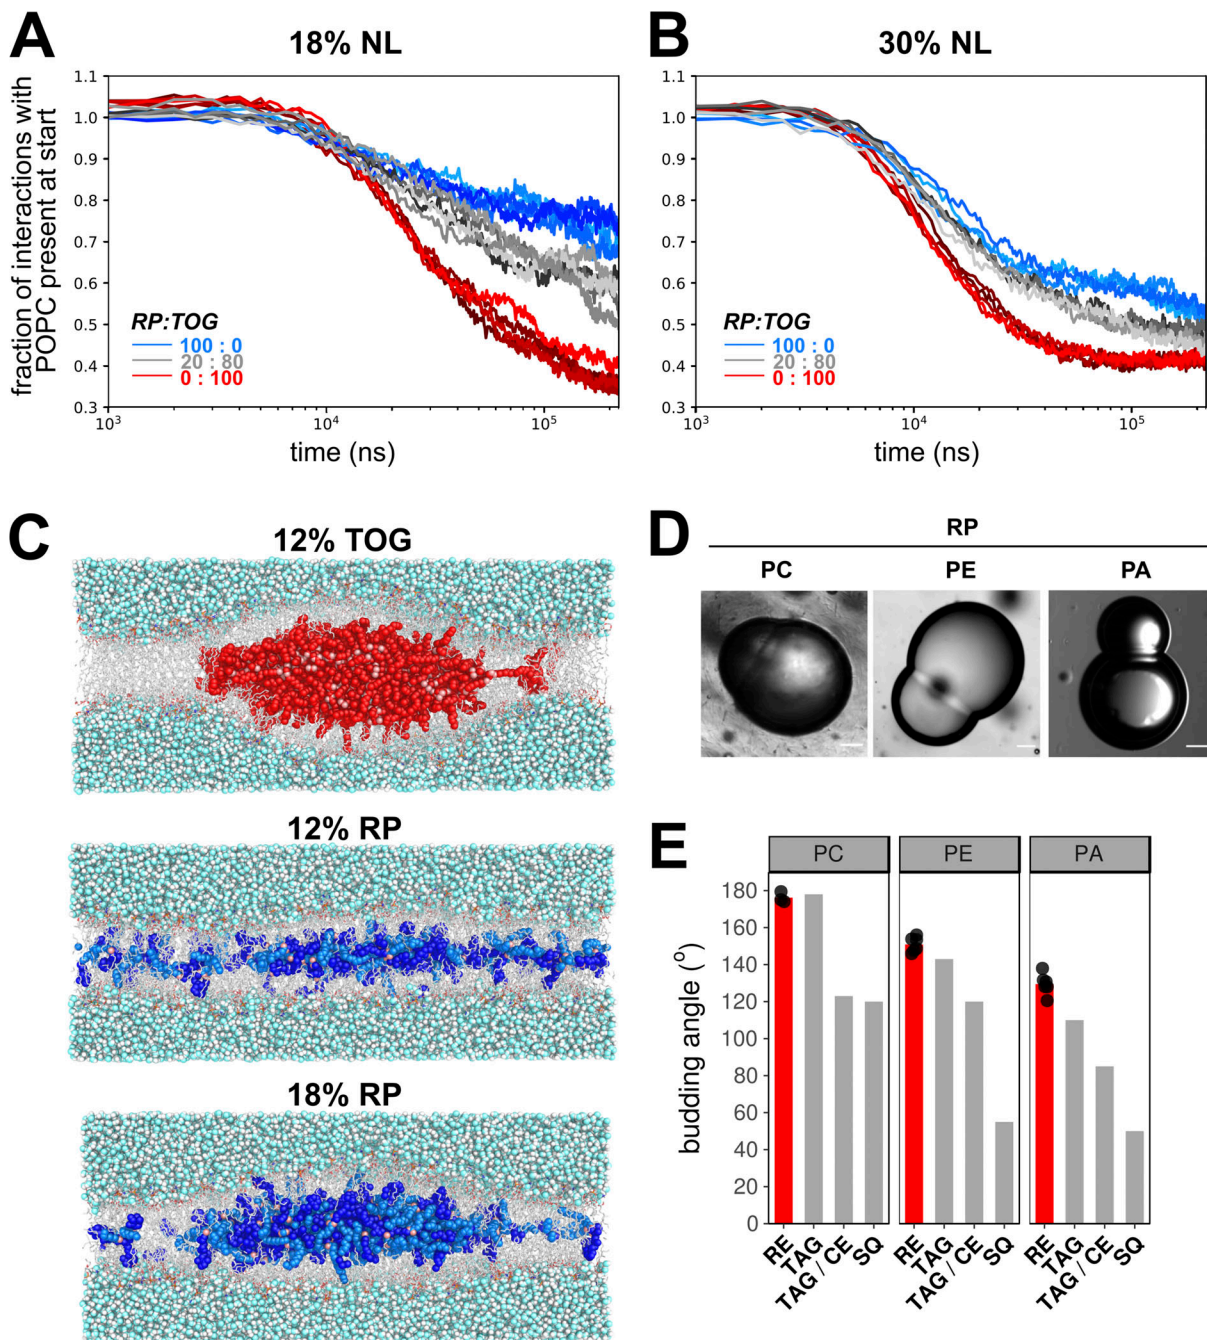 A
18% NL
fraction of interactions with
POPC present at start
1.1
1.0
0.9
0.8
0.7
0.6
0.5
0.4
0.3
RP:TOG
100 : 0
20 : 80
0 : 100
10³
10⁴
10⁵
time (ns)
B
30% NL
1.1
1.0
0.9
0.8
0.7
0.6
0.5
0.4
0.3
RP:TOG
100 : 0
20 : 80
0 : 100
10³
10⁴
10⁵
time (ns)
C
12% TOG
12% RP
18% RP
D
RP
PC
PE
PA
E
PC
PE
PA
budding angle (°)
180
160
140
120
100
80
60
40
20
0
RE
TAG
TAG / CE
SQ
RE
TAG
TAG / CE
SQ
RE
TAG
TAG / CE
SQ